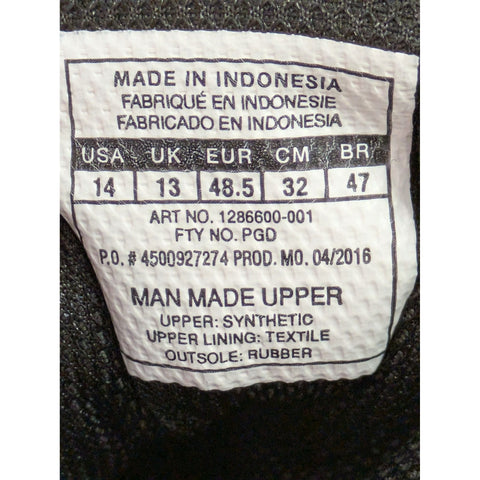 MADE IN INDONESIA
FABRIQUÉ EN INDONESIE
FABRICADO EN INDONESIA
USA UK EUR CM BR
14 13 48.5 32 47
ART NO. 1286600-001
FTY NO. PGD
P.O. # 4500927274 PROD. MO. 04/2016
MAN MADE UPPER
UPPER: SYNTHETIC
UPPER LINING: TEXTILE
OUTSOLE: RUBBER